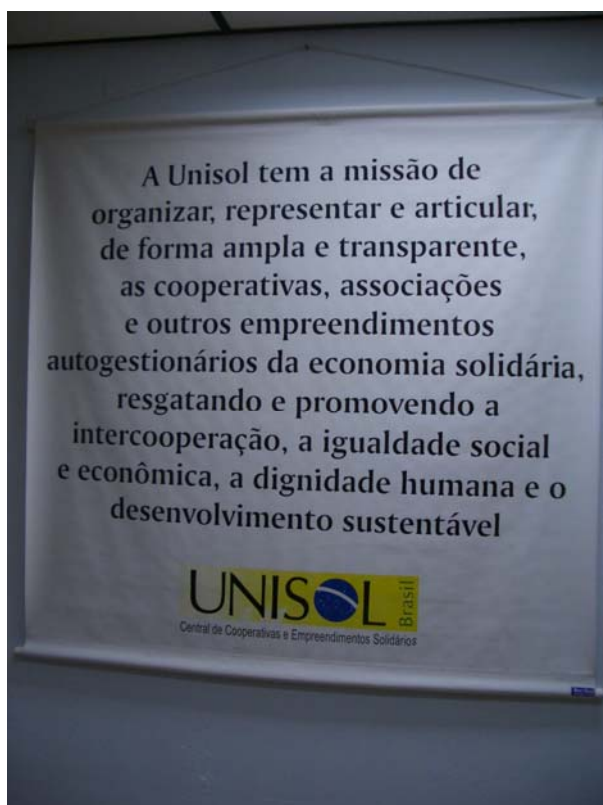 A Unisol tem a missão de
organizar, representar e articular,
de forma ampla e transparente,
as cooperativas, associações
e outros empreendimentos
autogestionários da economia solidária,
resgatando e promovendo a
intercooperação, a igualdade social
e econômica, a dignidade humana e o
desenvolvimento sustentável
UNISOL Brasil
Central de Cooperativas e Empreendimentos Solidários